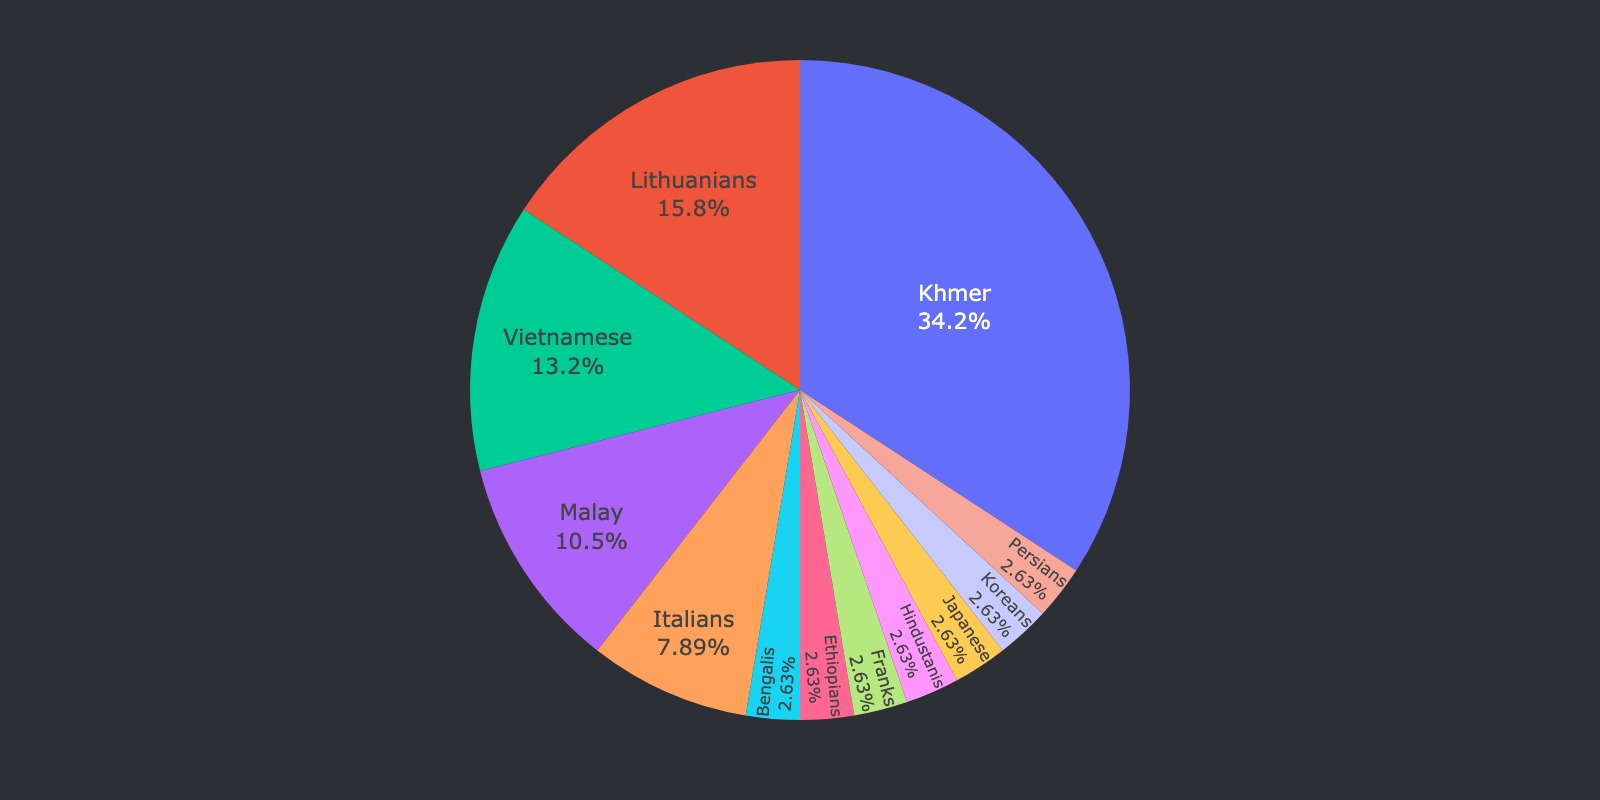 Lithuanians
15.8%
Khmer
34.2%
Vietnamese
13.2%
Malay
10.5%
Italians
7.89%
Bengalis
2.63%
Ethiopians
2.63%
Franks
2.63%
Hindustanis
2.63%
Japanese
2.63%
Koreans
2.63%
Persians
2.63%